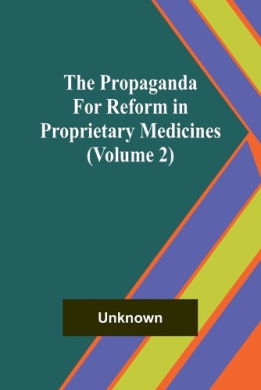 The Propaganda
For Reform in
Proprietary Medicines
(Volume 2)
Unknown